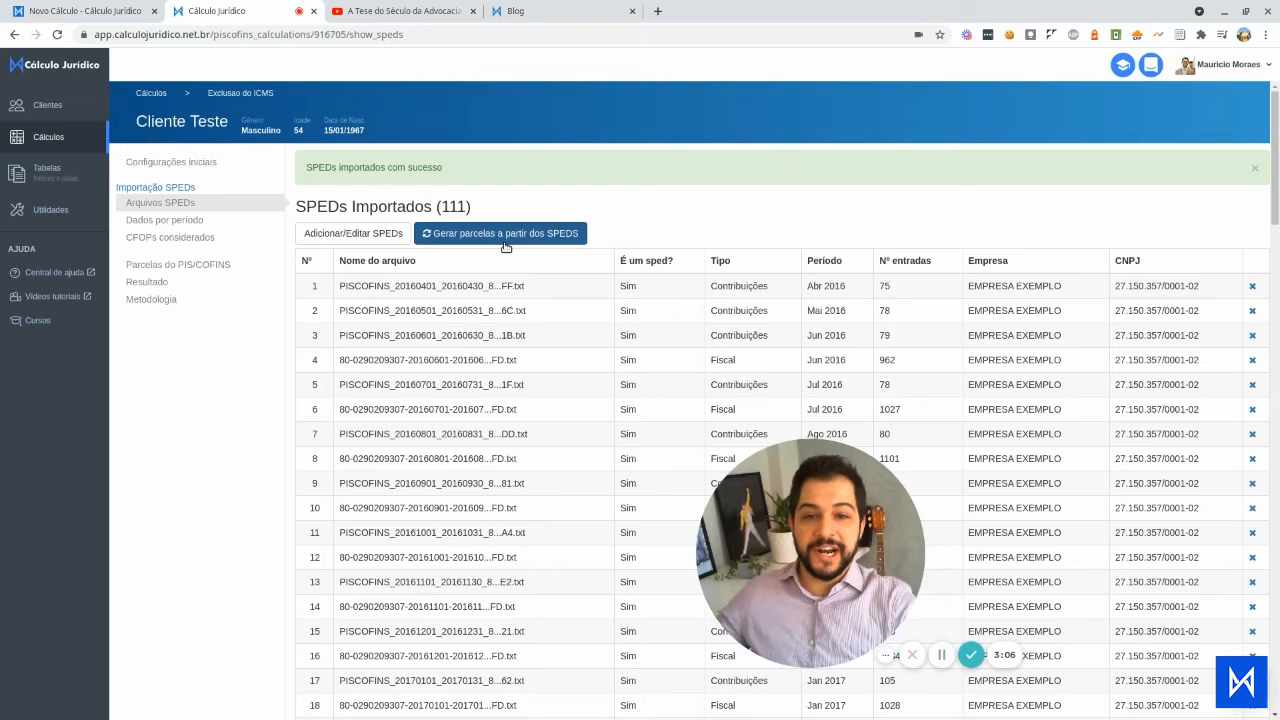 Novo Cálculo - Cálculo Jurídico
Cálculo Jurídico
A Tese do Século da Advocacia
Blog
app.calculojuridico.net.br/piscofins_calculations/916705/show_speds
Cálculo Jurídico
Mauricio Moraes
Clientes
Cálculos
Tabelas
Índices e datas
Utilidades
AJUDA
Central de ajuda
Vídeos tutoriais
Cursos
Cálculos > Exclusao do ICMS
Cliente Teste
Gênero Idade Data de Nasc.
Masculino 54 15/01/1967
Configurações iniciais
Importação SPEDs
Arquivos SPEDs
Dados por período
CFOPs considerados
Parcelas do PIS/COFINS
Resultado
Metodologia
SPEDs importados com sucesso ×
SPEDs Importados (111)
Adicionar/Editar SPEDs Gerar parcelas a partir dos SPEDS
Nº Nome do arquivo É um sped? Tipo Período Nº entradas Empresa CNPJ
1 PISCOFINS_20160401_20160430_8...FF.txt Sim Contribuições Abr 2016 75 EMPRESA EXEMPLO 27.150.357/0001-02
2 PISCOFINS_20160501_20160531_8...6C.txt Sim Contribuições Mai 2016 78 EMPRESA EXEMPLO 27.150.357/0001-02
3 PISCOFINS_20160601_20160630_8...1B.txt Sim Contribuições Jun 2016 79 EMPRESA EXEMPLO 27.150.357/0001-02
4 80-0290209307-20160601-201606...FD.txt Sim Fiscal Jun 2016 962 EMPRESA EXEMPLO 27.150.357/0001-02
5 PISCOFINS_20160701_20160731_8...1F.txt Sim Contribuições Jul 2016 78 EMPRESA EXEMPLO 27.150.357/0001-02
6 80-0290209307-20160701-201607...FD.txt Sim Fiscal Jul 2016 1027 EMPRESA EXEMPLO 27.150.357/0001-02
7 PISCOFINS_20160801_20160831_8...DD.txt Sim Contribuições Ago 2016 80 EMPRESA EXEMPLO 27.150.357/0001-02
8 80-0290209307-20160801-201608...FD.txt Sim Fiscal 1101 EMPRESA EXEMPLO 27.150.357/0001-02
9 PISCOFINS_20160901_20160930_8...81.txt Sim EMPRESA EXEMPLO 27.150.357/0001-02
10 80-0290209307-20160901-201609...FD.txt Sim EMPRESA EXEMPLO 27.150.357/0001-02
11 PISCOFINS_20161001_20161031_8...A4.txt Sim EMPRESA EXEMPLO 27.150.357/0001-02
12 80-0290209307-20161001-201610...FD.txt Sim EMPRESA EXEMPLO 27.150.357/0001-02
13 PISCOFINS_20161101_20161130_8...E2.txt Sim EMPRESA EXEMPLO 27.150.357/0001-02
14 80-0290209307-20161101-201611...FD.txt Sim EMPRESA EXEMPLO 27.150.357/0001-02
15 PISCOFINS_20161201_20161231_8...21.txt Sim EMPRESA EXEMPLO 27.150.357/0001-02
16 80-0290209307-20161201-201612...FD.txt Sim Fiscal 3:06 EXEMPLO 27.150.357/0001-02
17 PISCOFINS_20170101_20170131_8...62.txt Sim Contribuições Jan 2017 105 EMPRESA EXEMPLO 27.150.357/0001-02
18 80-0290209307-20170101-201701...FD.txt Sim Fiscal Jan 2017 1028 EMPRESA EXEMPLO 27.150.357/0001-02